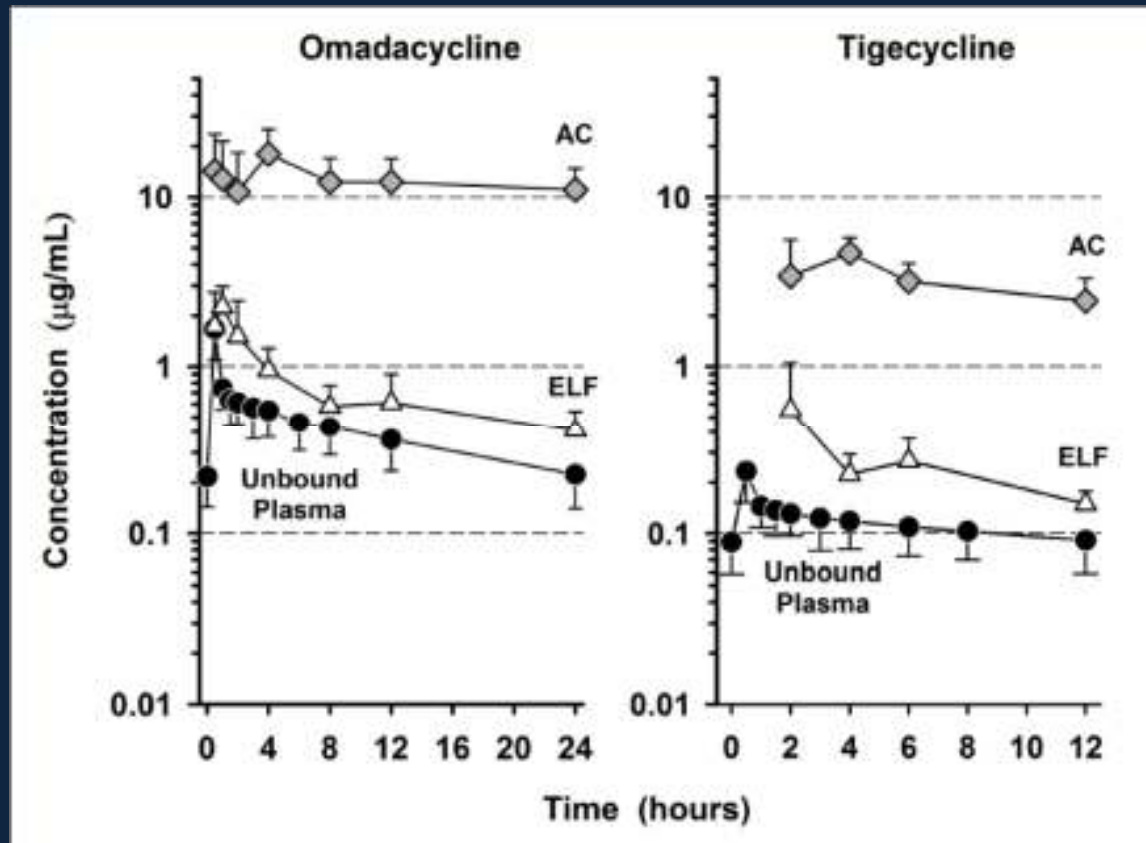 Omadacycline
Tigecycline
Concentration (μg/mL)
10
1
0.1
0.01
AC
ELF
Unbound
Plasma
0 4 8 12 16 20 24
10
1
0.1
0.01
AC
ELF
Unbound
Plasma
0 2 4 6 8 10 12
Time (hours)